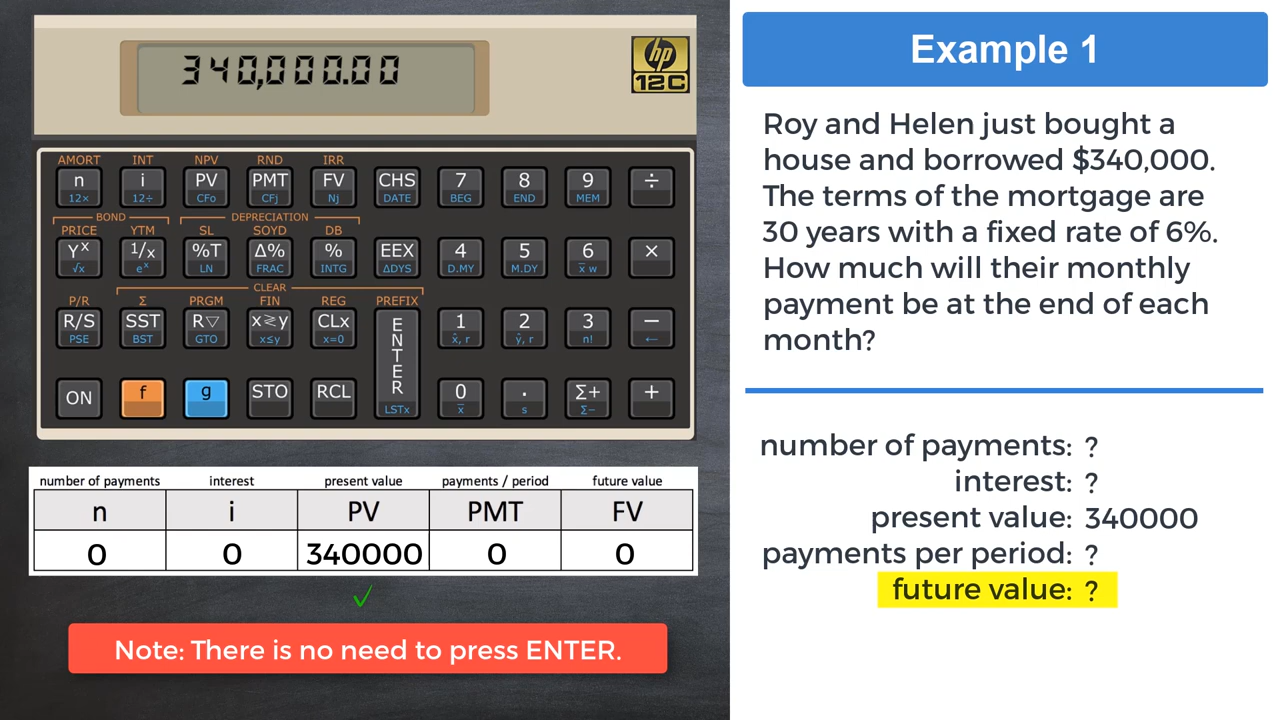 340,000.00
hp
12C
AMORT INT NPV RND IRR
n i PV PMT FV CHS 7 8 9 ÷
12× 12÷ CFo CFj Nj DATE BEG END MEM
BOND DEPRECIATION
PRICE YTM SL SOYD DB
Yx 1/x %T Δ% % EEX 4 5 6 ×
√x ex LN FRAC INTG ΔDYS D.MY M.DY x̄ w
CLEAR
P/R Σ PRGM FIN REG PREFIX
R/S SST R▽ x≷y CLx ENTER 1 2 3 −
PSE BST GTO x≤y x=0 x̂, r ŷ, r n! ←
ON f g STO RCL 0 . Σ+ +
LSTx x̄ s Σ−
number of payments interest present value payments / period future value
n i PV PMT FV
0 0 340000 0 0
✓
Note: There is no need to press ENTER.
Example 1
Roy and Helen just bought a
house and borrowed $340,000.
The terms of the mortgage are
30 years with a fixed rate of 6%.
How much will their monthly
payment be at the end of each
month?
number of payments: ?
interest: ?
present value: 340000
payments per period: ?
future value: ?